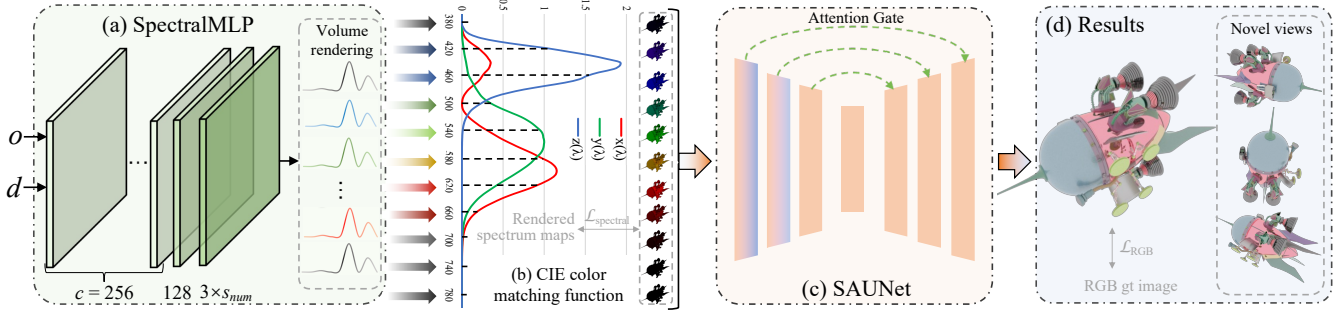 (a) SpectralMLP
Volume
rendering
o
d
...
⋮
c = 256
128
3×s_num
380
420
460
500
540
580
620
660
700
740
780
0
0.5
1
1.5
2
z(λ)
y(λ)
x(λ)
Rendered
spectrum maps
ℒspectral
(b) CIE color
matching function
Attention Gate
(c) SAUNet
(d) Results
Novel views
ℒRGB
RGB gt image